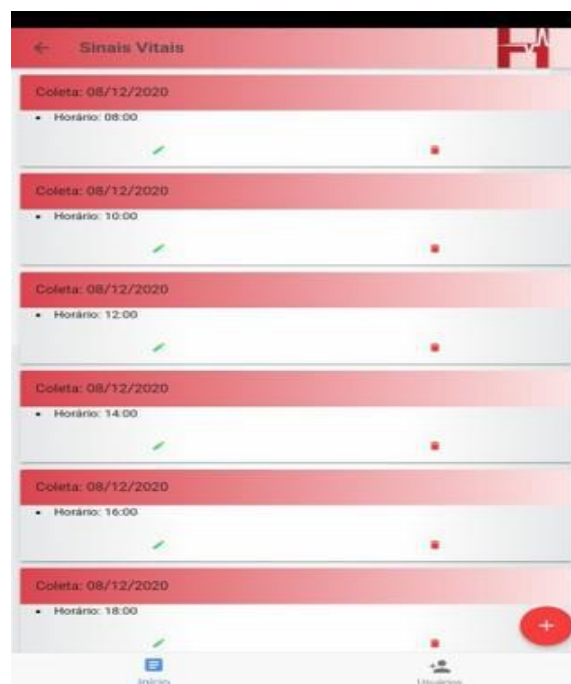 Sinais Vitais
Coleta: 08/12/2020
• Horário: 08:00
Coleta: 08/12/2020
• Horário: 10:00
Coleta: 08/12/2020
• Horário: 12:00
Coleta: 08/12/2020
• Horário: 14:00
Coleta: 08/12/2020
• Horário: 16:00
Coleta: 08/12/2020
• Horário: 18:00
Início
Usuários